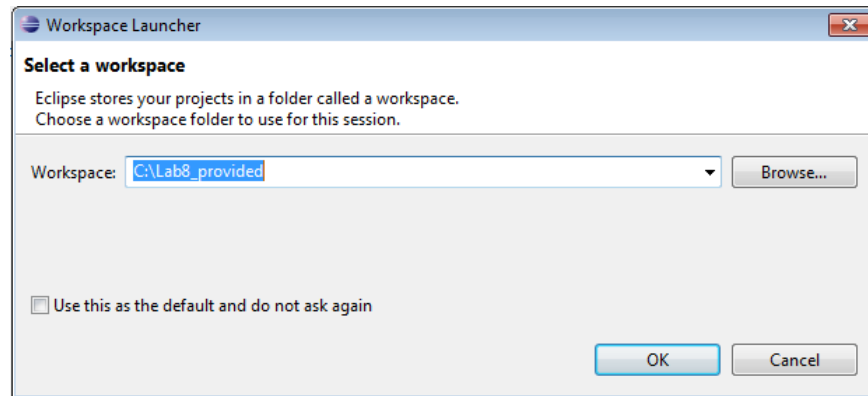 Workspace Launcher
Select a workspace
Eclipse stores your projects in a folder called a workspace.
Choose a workspace folder to use for this session.
Workspace: C:\Lab8_provided Browse...
Use this as the default and do not ask again
OK Cancel